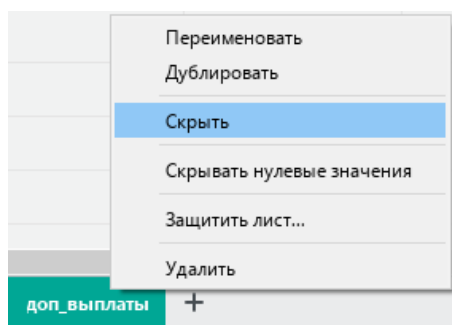 Переименовать
Дублировать
Скрыть
Скрывать нулевые значения
Защитить лист...
Удалить
доп_выплаты +